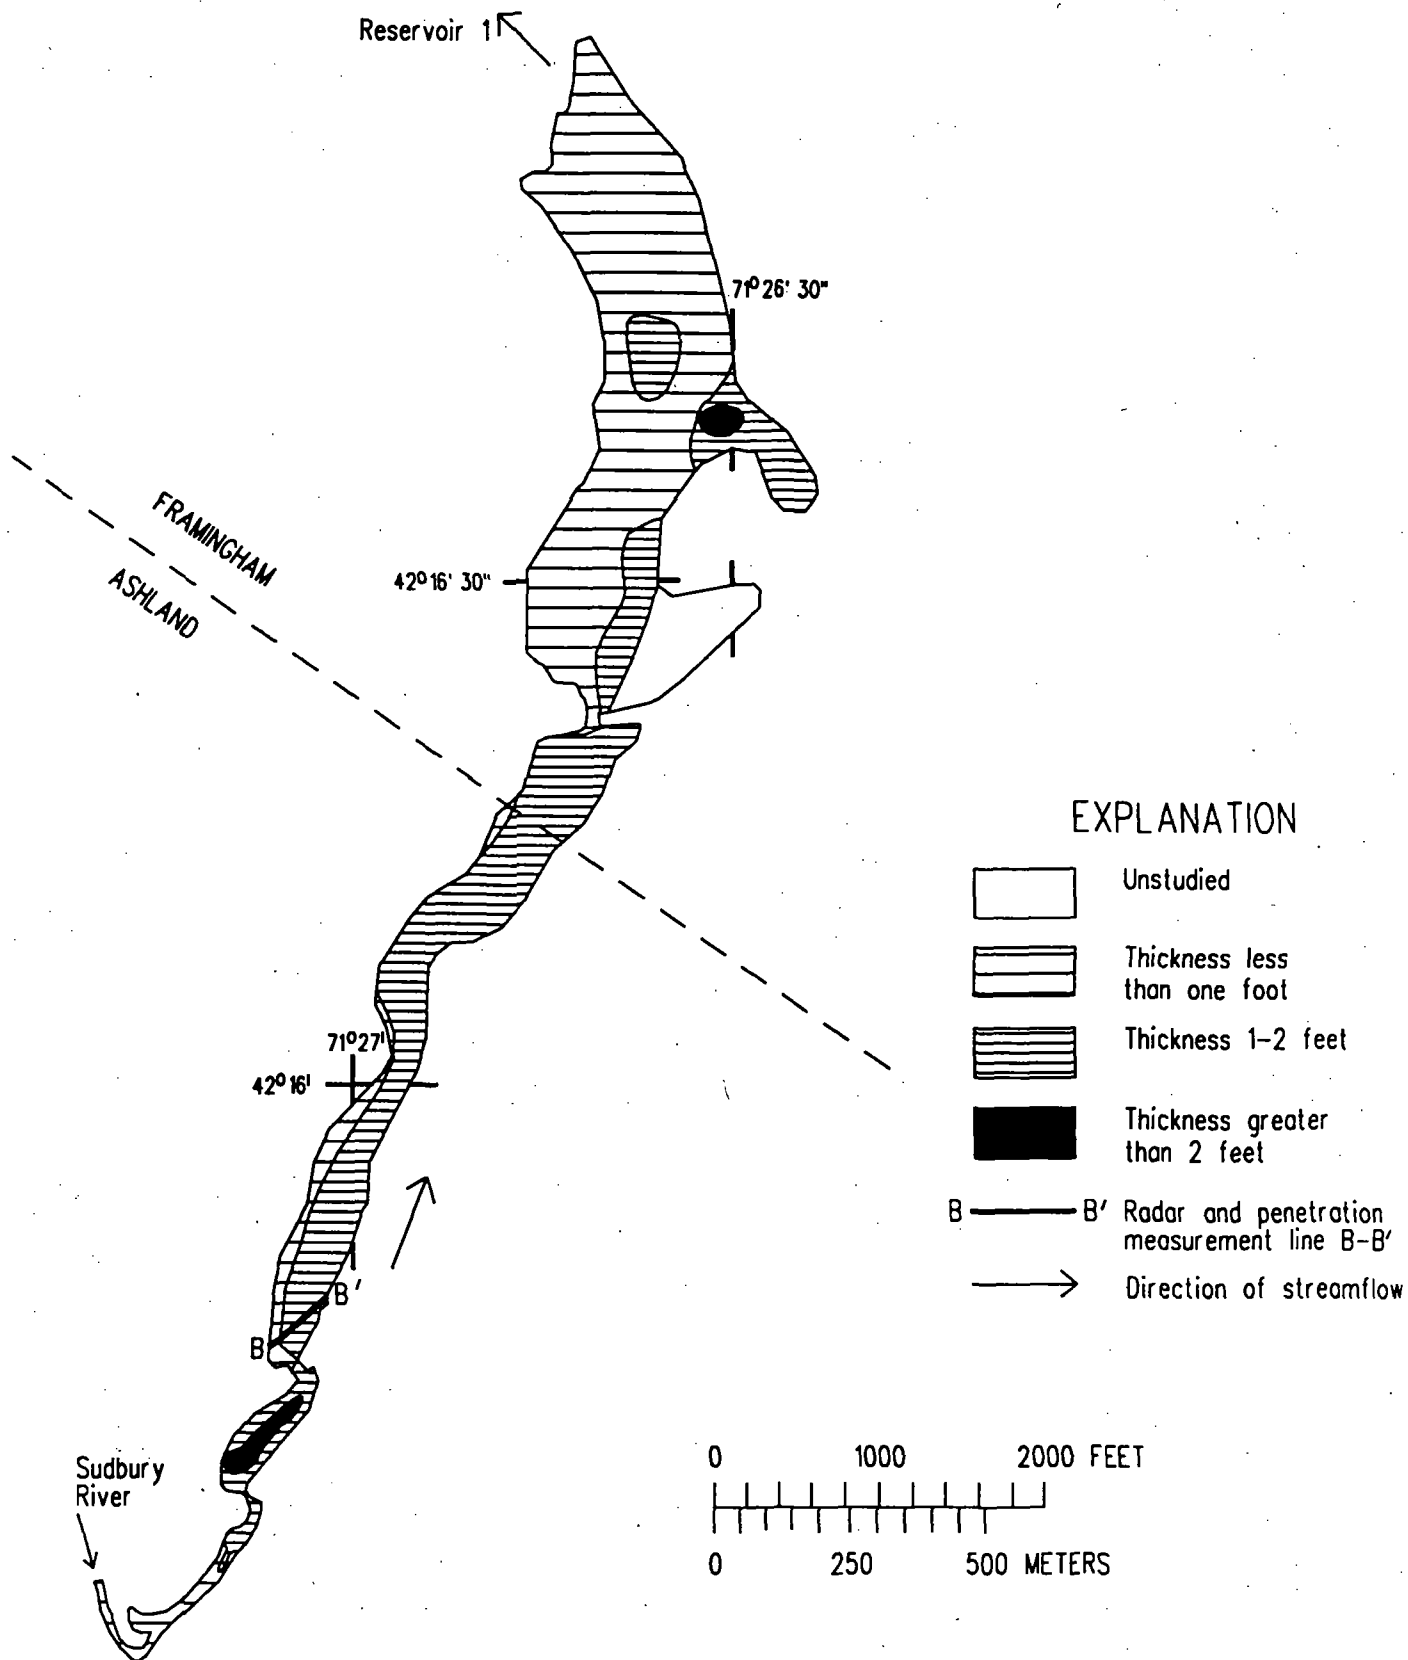 Reservoir 1
71° 26' 30"
FRAMINGHAM
ASHLAND
42° 16' 30"
71° 27'
42° 16'
B'
B
Sudbury
River
EXPLANATION
Unstudied
Thickness less
than one foot
Thickness 1-2 feet
Thickness greater
than 2 feet
B B' Radar and penetration
measurement line B-B'
Direction of streamflow
0 1000 2000 FEET
0 250 500 METERS